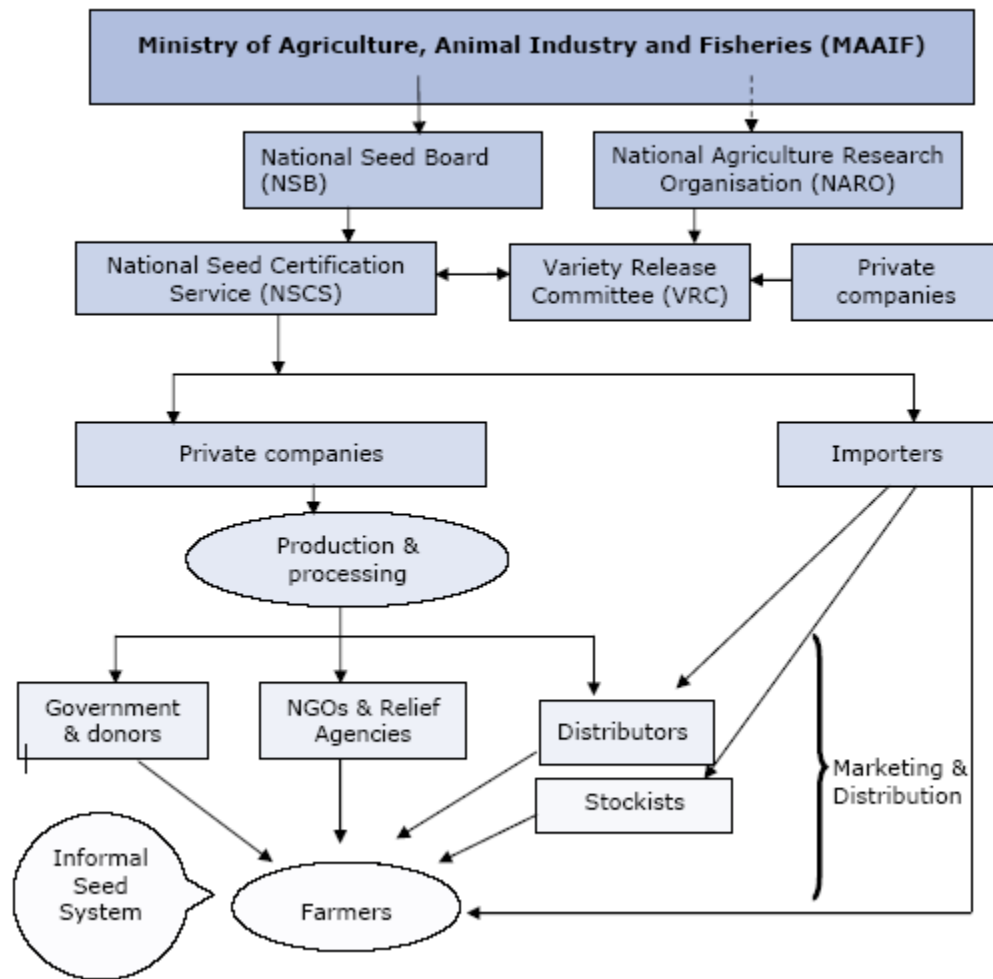 Ministry of Agriculture, Animal Industry and Fisheries (MAAIF)
National Seed Board
(NSB)
National Agriculture Research
Organisation (NARO)
National Seed Certification
Service (NSCS)
Variety Release
Committee (VRC)
Private
companies
Private companies
Importers
Production &
processing
Government
& donors
NGOs & Relief
Agencies
Distributors
Stockists
Marketing &
Distribution
Informal
Seed
System
Farmers